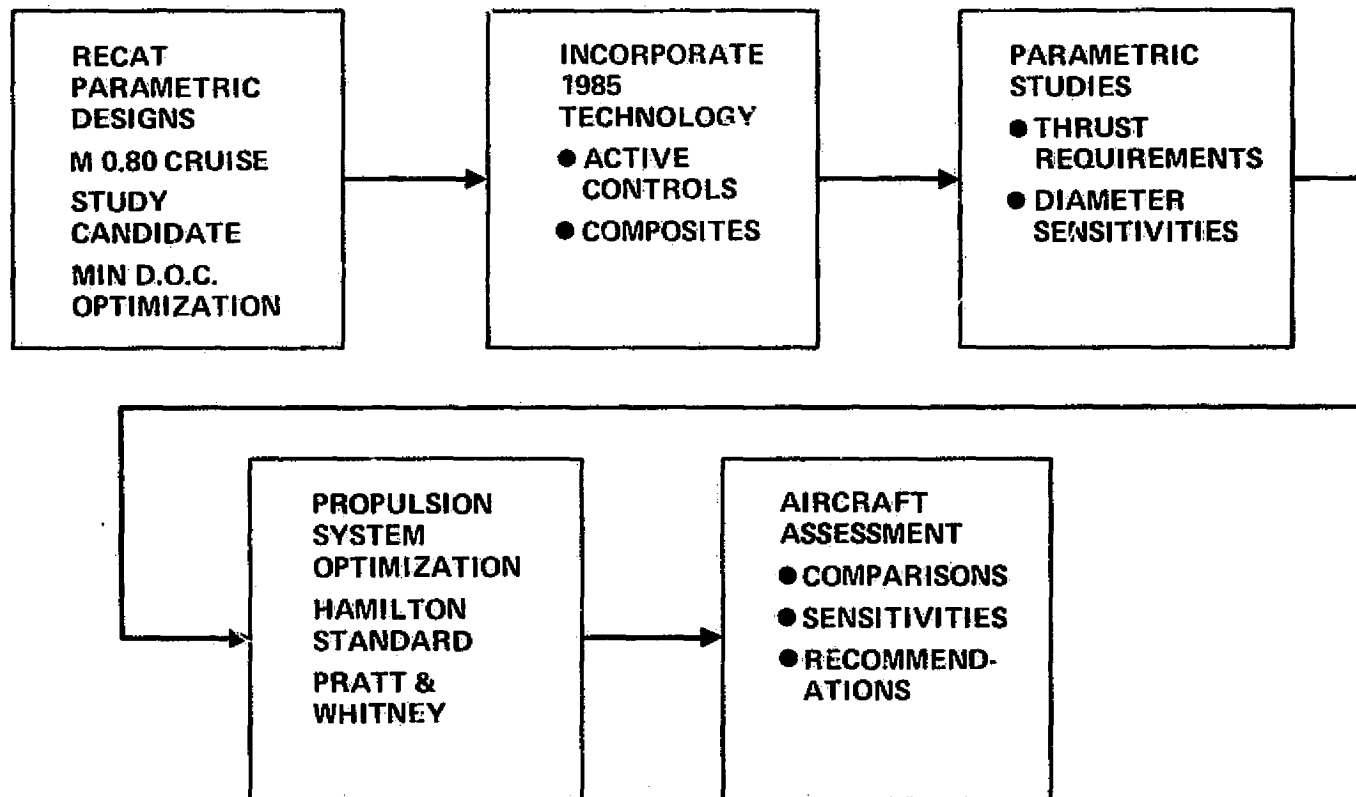 RECAT
PARAMETRIC
DESIGNS
M 0.80 CRUISE
STUDY
CANDIDATE
MIN D.O.C.
OPTIMIZATION
INCORPORATE
1985
TECHNOLOGY
● ACTIVE
CONTROLS
● COMPOSITES
PARAMETRIC
STUDIES
● THRUST
REQUIREMENTS
● DIAMETER
SENSITIVITIES
PROPULSION
SYSTEM
OPTIMIZATION
HAMILTON
STANDARD
PRATT &
WHITNEY
AIRCRAFT
ASSESSMENT
● COMPARISONS
● SENSITIVITIES
● RECOMMEND-
ATIONS